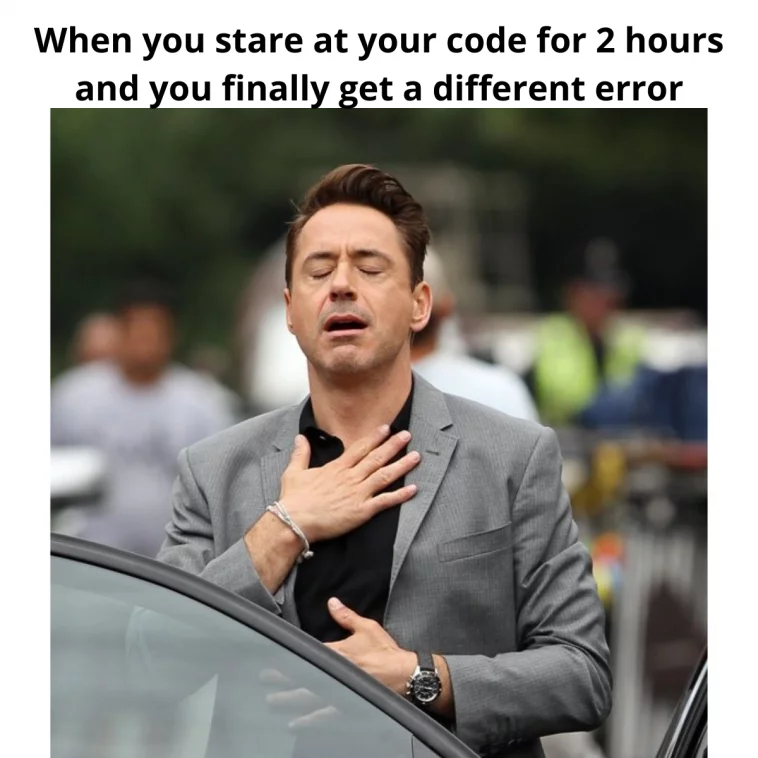 When you stare at your code for 2 hours
and you finally get a different error